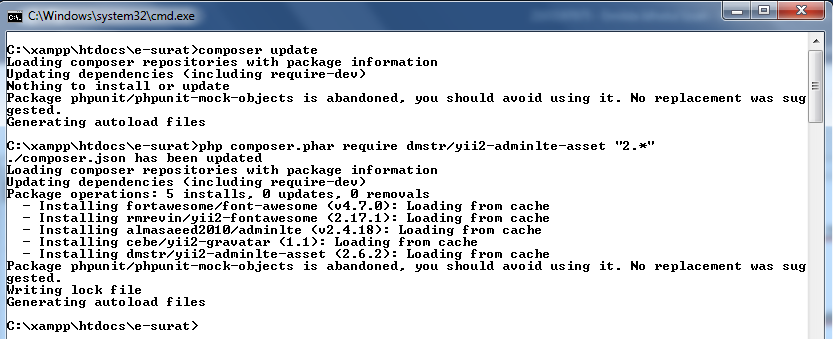 C:\Windows\system32\cmd.exe
C:\xampp\htdocs\e-surat>composer update
Loading composer repositories with package information
Updating dependencies (including require-dev)
Nothing to install or update
Package phpunit/phpunit-mock-objects is abandoned, you should avoid using it. No replacement was sug
gested.
Generating autoload files
C:\xampp\htdocs\e-surat>php composer.phar require dmstr/yii2-adminlte-asset "2.*"
./composer.json has been updated
Loading composer repositories with package information
Updating dependencies (including require-dev)
Package operations: 5 installs, 0 updates, 0 removals
  - Installing fortawesome/font-awesome (v4.7.0): Loading from cache
  - Installing rmrevin/yii2-fontawesome (2.17.1): Loading from cache
  - Installing almasaeed2010/adminlte (v2.4.18): Loading from cache
  - Installing cebe/yii2-gravatar (1.1): Loading from cache
  - Installing dmstr/yii2-adminlte-asset (2.6.2): Loading from cache
Package phpunit/phpunit-mock-objects is abandoned, you should avoid using it. No replacement was sug
gested.
Writing lock file
Generating autoload files
C:\xampp\htdocs\e-surat>